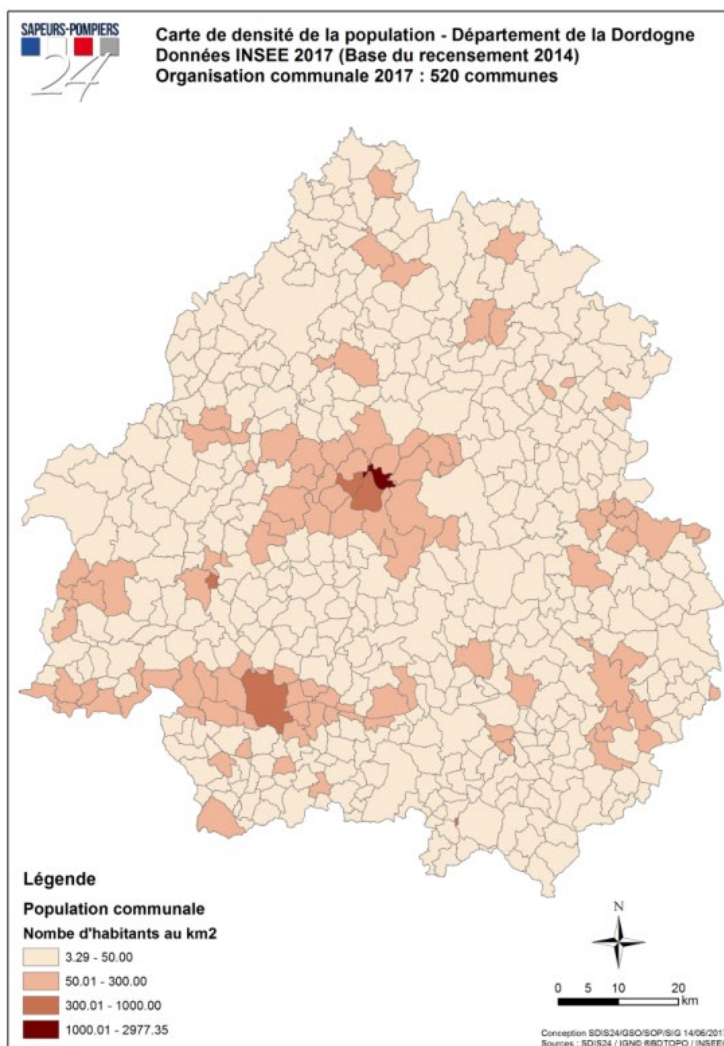 SAPEURS-POMPIERS
24
Carte de densité de la population - Département de la Dordogne
Données INSEE 2017 (Base du recensement 2014)
Organisation communale 2017 : 520 communes
Légende
Population communale
Nombe d'habitants au km2
3.29 - 50.00
50.01 - 300.00
300.01 - 1000.00
1000.01 - 2977.35
N
0 5 10 20
km
Conception SDIS24/GSO/SOP/SIG 14/06/2017
Sources : SDIS24 / IGN© ®BDTOPO / INSEE©